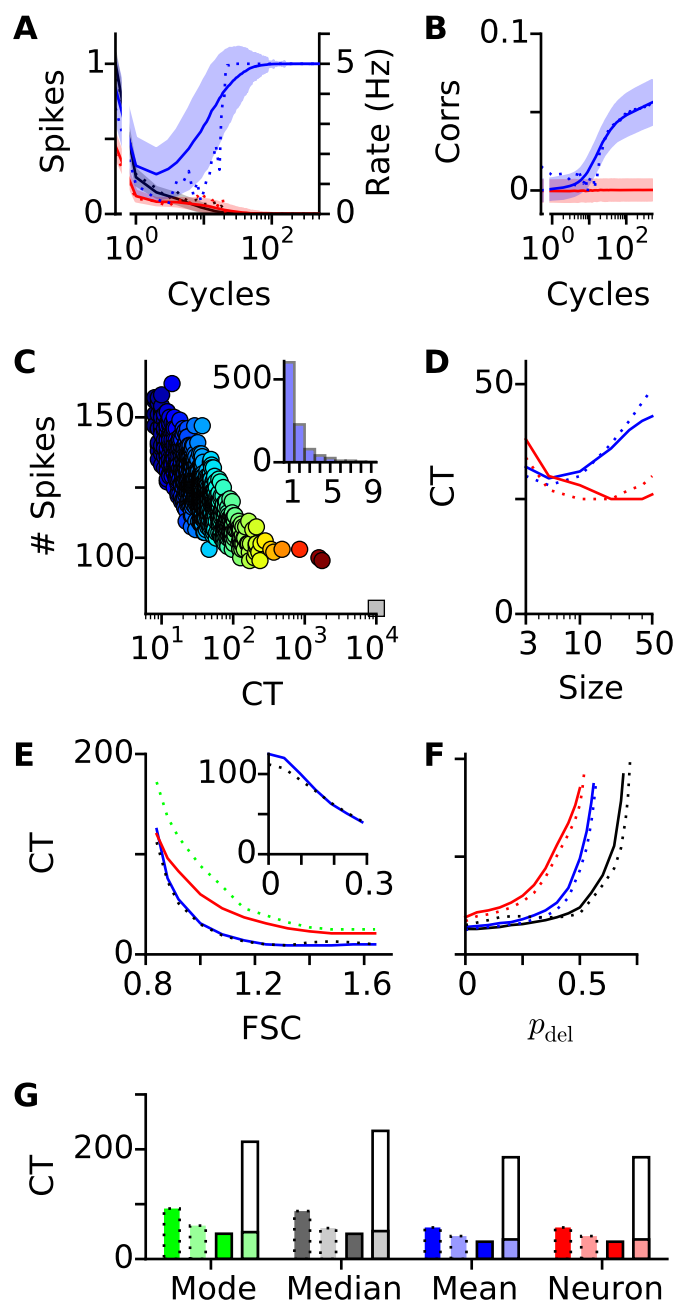 A
B
1
0
Spikes
5
0
Rate (Hz)
10^0
10^2
Cycles
0.1
0
Corrs
10^0
10^2
Cycles
C
D
150
100
# Spikes
500
0
1
5
9
10^1
10^2
10^3
10^4
CT
50
0
CT
3
10
50
Size
E
F
200
0
CT
100
0
0
0.3
0.8
1.2
1.6
FSC
0
0.5
p_del
G
200
0
CT
Mode
Median
Mean
Neuron